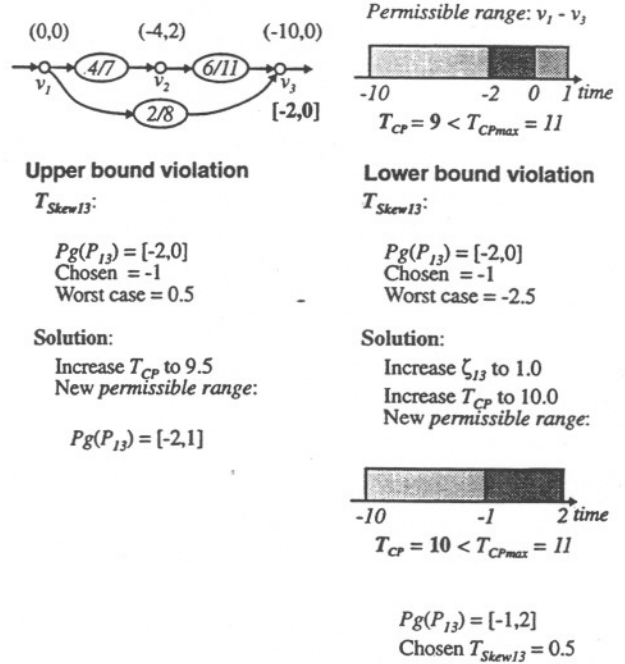 (0,0) (-4,2) (-10,0)
4/7 6/11
v1 v2 v3
2/8 [-2,0]
Upper bound violation
TSkew13:
Pg(P13) = [-2,0]
Chosen = -1
Worst case = 0.5
Solution:
Increase TCP to 9.5
New permissible range:
Pg(P13) = [-2,1]
Permissible range: v1 - v3
-10 -2 0 1 time
TCP = 9 < TCPmax = 11
Lower bound violation
TSkew13:
Pg(P13) = [-2,0]
Chosen = -1
Worst case = -2.5
Solution:
Increase ζ13 to 1.0
Increase TCP to 10.0
New permissible range:
-10 -1 2 time
TCP = 10 < TCPmax = 11
Pg(P13) = [-1,2]
Chosen TSkew13 = 0.5